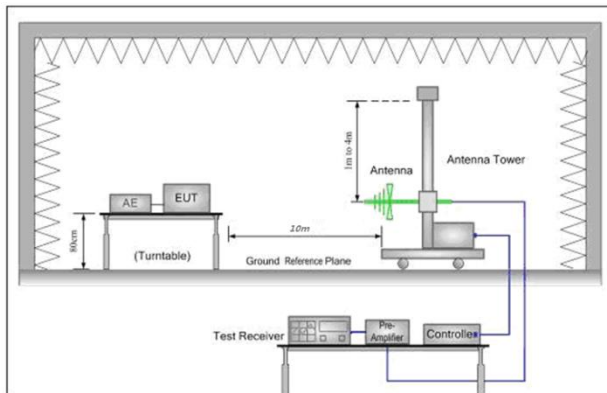 1m to 4m
Antenna
Antenna Tower
AE
EUT
80cm
(Turntable)
10m
Ground Reference Plane
Test Receiver
Pre-
Amplifier
Controller